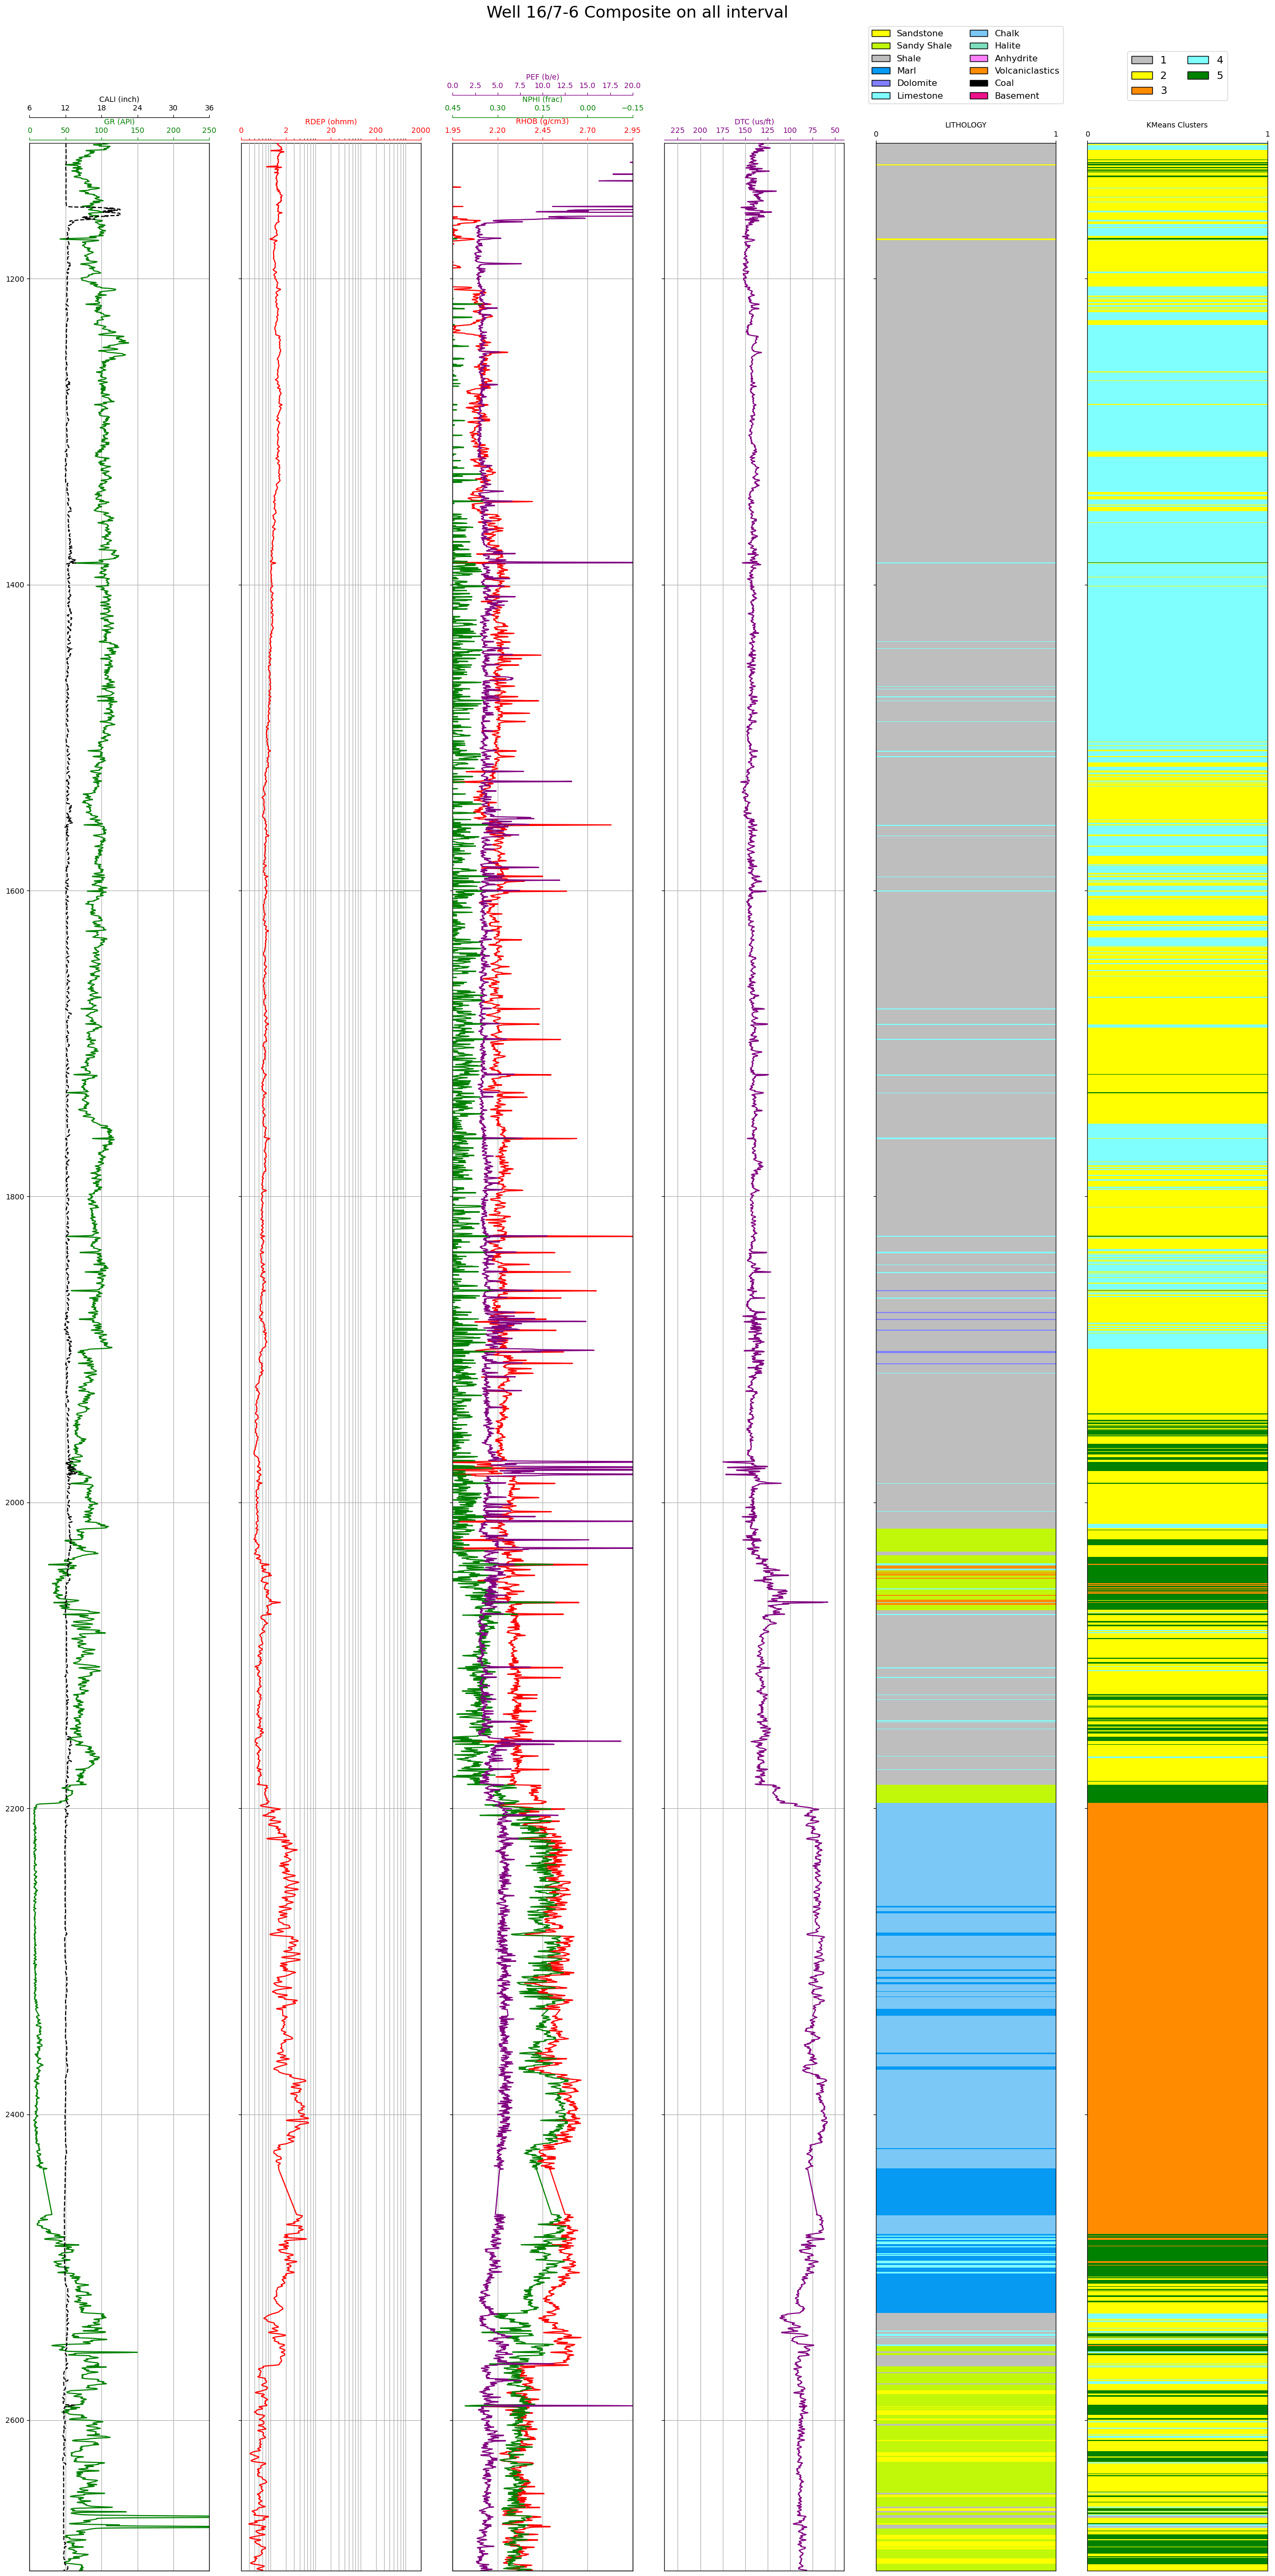 Well 16/7-6 Composite on all interval
Sandstone Chalk
Sandy Shale Halite
Shale Anhydrite
Marl Volcaniclastics
Dolomite Coal
Limestone Basement
1 4
2 5
3
PEF (b/e)
0.0 2.5 5.0 7.5 10.0 12.5 15.0 17.5 20.0
CALI (inch) NPHI (frac)
6 12 18 24 30 36 0.45 0.30 0.15 0.00 −0.15
GR (API) RDEP (ohmm) RHOB (g/cm3) DTC (us/ft) LITHOLOGY KMeans Clusters
0 50 100 150 200 250 0 2 20 200 2000 1.95 2.20 2.45 2.70 2.95 225 200 175 150 125 100 75 50 0 1 0 1
1200
1400
1600
1800
2000
2200
2400
2600